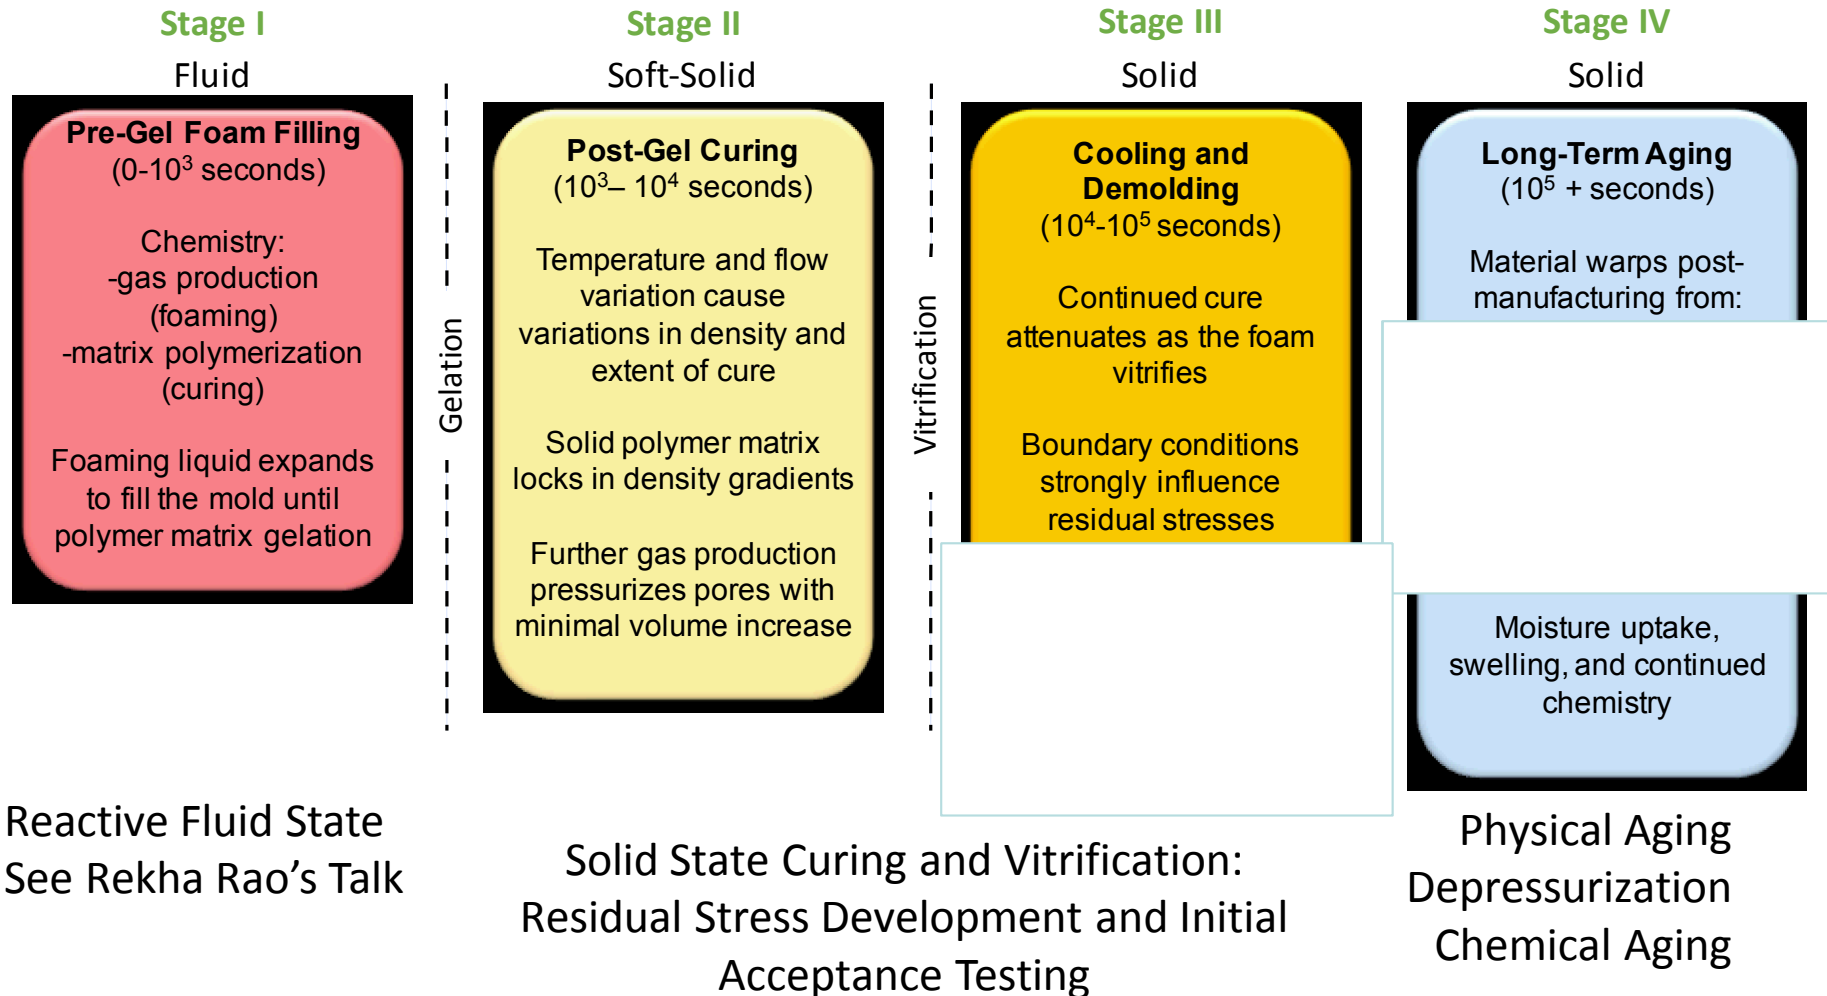 Stage I
Fluid
Pre-Gel Foam Filling
(0-10³ seconds)
Chemistry:
-gas production
(foaming)
-matrix polymerization
(curing)
Foaming liquid expands
to fill the mold until
polymer matrix gelation
Reactive Fluid State
See Rekha Rao’s Talk
Gelation
Stage II
Soft-Solid
Post-Gel Curing
(10³– 10⁴ seconds)
Temperature and flow
variation cause
variations in density and
extent of cure
Solid polymer matrix
locks in density gradients
Further gas production
pressurizes pores with
minimal volume increase
Vitrification
Stage III
Solid
Cooling and
Demolding
(10⁴-10⁵ seconds)
Continued cure
attenuates as the foam
vitrifies
Boundary conditions
strongly influence
residual stresses
Solid State Curing and Vitrification:
Residual Stress Development and Initial
Acceptance Testing
Stage IV
Solid
Long-Term Aging
(10⁵ + seconds)
Material warps post-
manufacturing from:
Moisture uptake,
swelling, and continued
chemistry
Physical Aging
Depressurization
Chemical Aging